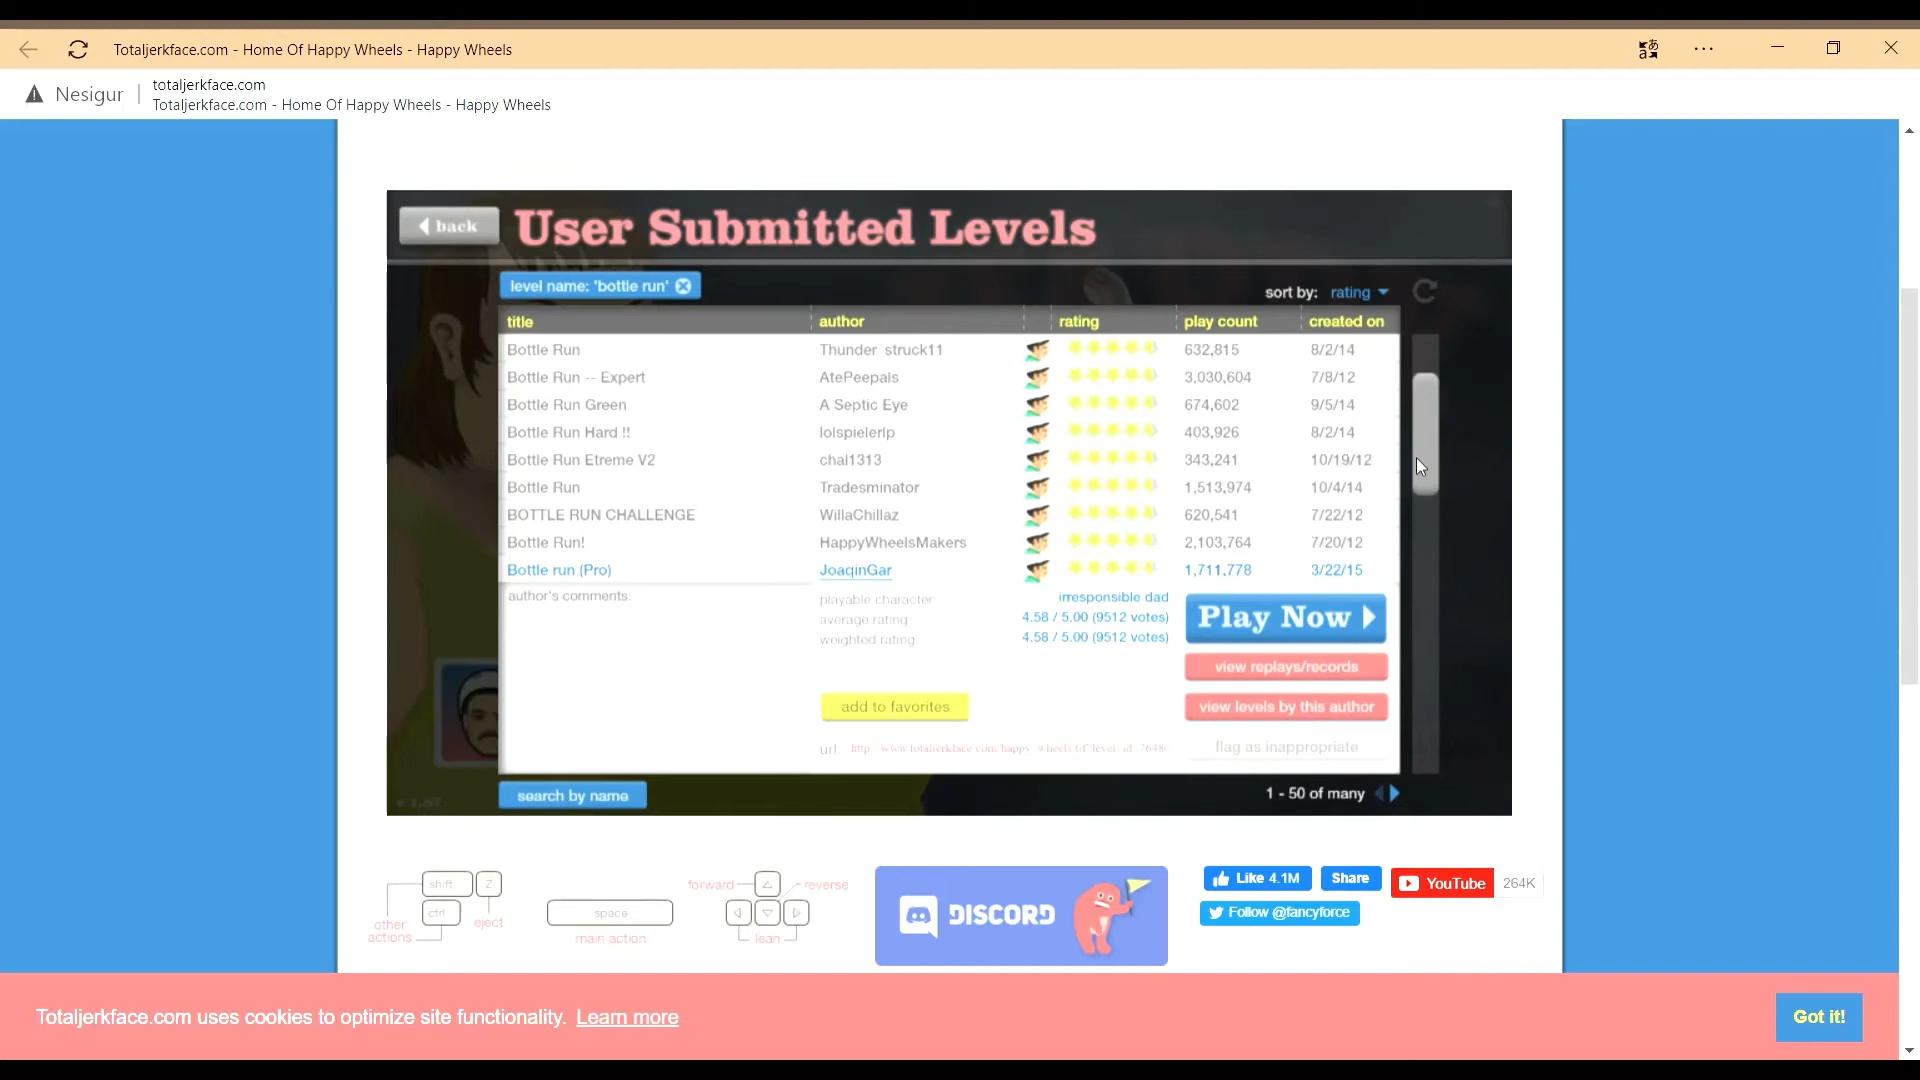 Totaljerkface.com - Home Of Happy Wheels - Happy Wheels
Nesigur
totaljerkface.com
Totaljerkface.com - Home Of Happy Wheels - Happy Wheels
back
User Submitted Levels
level name: 'bottle run'
sort by: rating
title author rating play count created on
Bottle Run Thunder struck11 632,815 8/2/14
Bottle Run -- Expert AtePeepals 3,030,604 7/8/12
Bottle Run Green A Septic Eye 674,602 9/5/14
Bottle Run Hard !! lolspielerlp 403,926 8/2/14
Bottle Run Etreme V2 chal1313 343,241 10/19/12
Bottle Run Tradesminator 1,513,974 10/4/14
BOTTLE RUN CHALLENGE WillaChillaz 620,541 7/22/12
Bottle Run! HappyWheelsMakers 2,103,764 7/20/12
Bottle run (Pro) JoaqinGar 1,711,778 3/22/15
author's comments:
playable character irresponsible dad
average rating 4.58 / 5.00 (9512 votes)
weighted rating 4.58 / 5.00 (9512 votes)
Play Now
view replays/records
add to favorites
view levels by this author
url
flag as inappropriate
search by name
1 - 50 of many
shift Z
ctrl
other
actions
eject
space
main action
forward reverse
lean
DISCORD
Like 4.1M
Share
YouTube 264K
Follow @fancyforce
Totaljerkface.com uses cookies to optimize site functionality. Learn more
Got it!